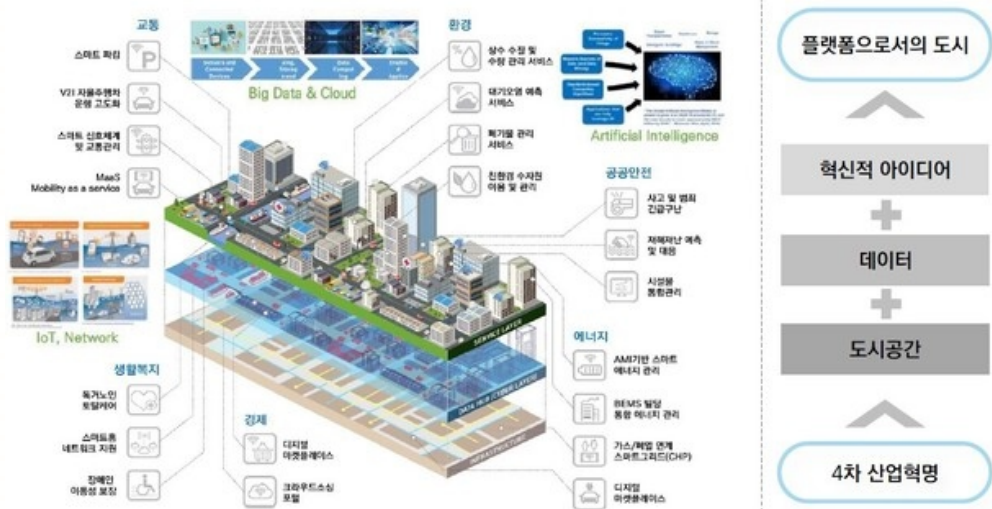 교통
스마트 파킹
V2I 자율주행차
운행 고도화
스마트 신호체계
및 교통관리
MaaS
Mobility as a service
Big Data & Cloud
환경
상수 수질 및
수량 관리 서비스
대기오염 예측
서비스
폐기물 관리
서비스
친환경 수자원
이용 및 관리
Artificial Intelligence
공공안전
사고 및 범죄
긴급구난
재해재난 예측
및 대응
시설물
통합관리
IoT, Network
SERVICE LAYER
DATA HUB (CYBER LAYER)
INFRASTRUCTURE
생활복지
독거노인
토탈케어
스마트홈
네트워크 지원
장애인
이동성 보장
경제
디지털
마켓플레이스
크라우드소싱
포털
에너지
AMI기반 스마트
에너지 관리
BEMS 빌딩
통합 에너지 관리
가스/폐열 연계
스마트그리드(CHP)
디지털
마켓플레이스
플랫폼으로서의 도시
혁신적 아이디어
데이터
도시공간
4차 산업혁명